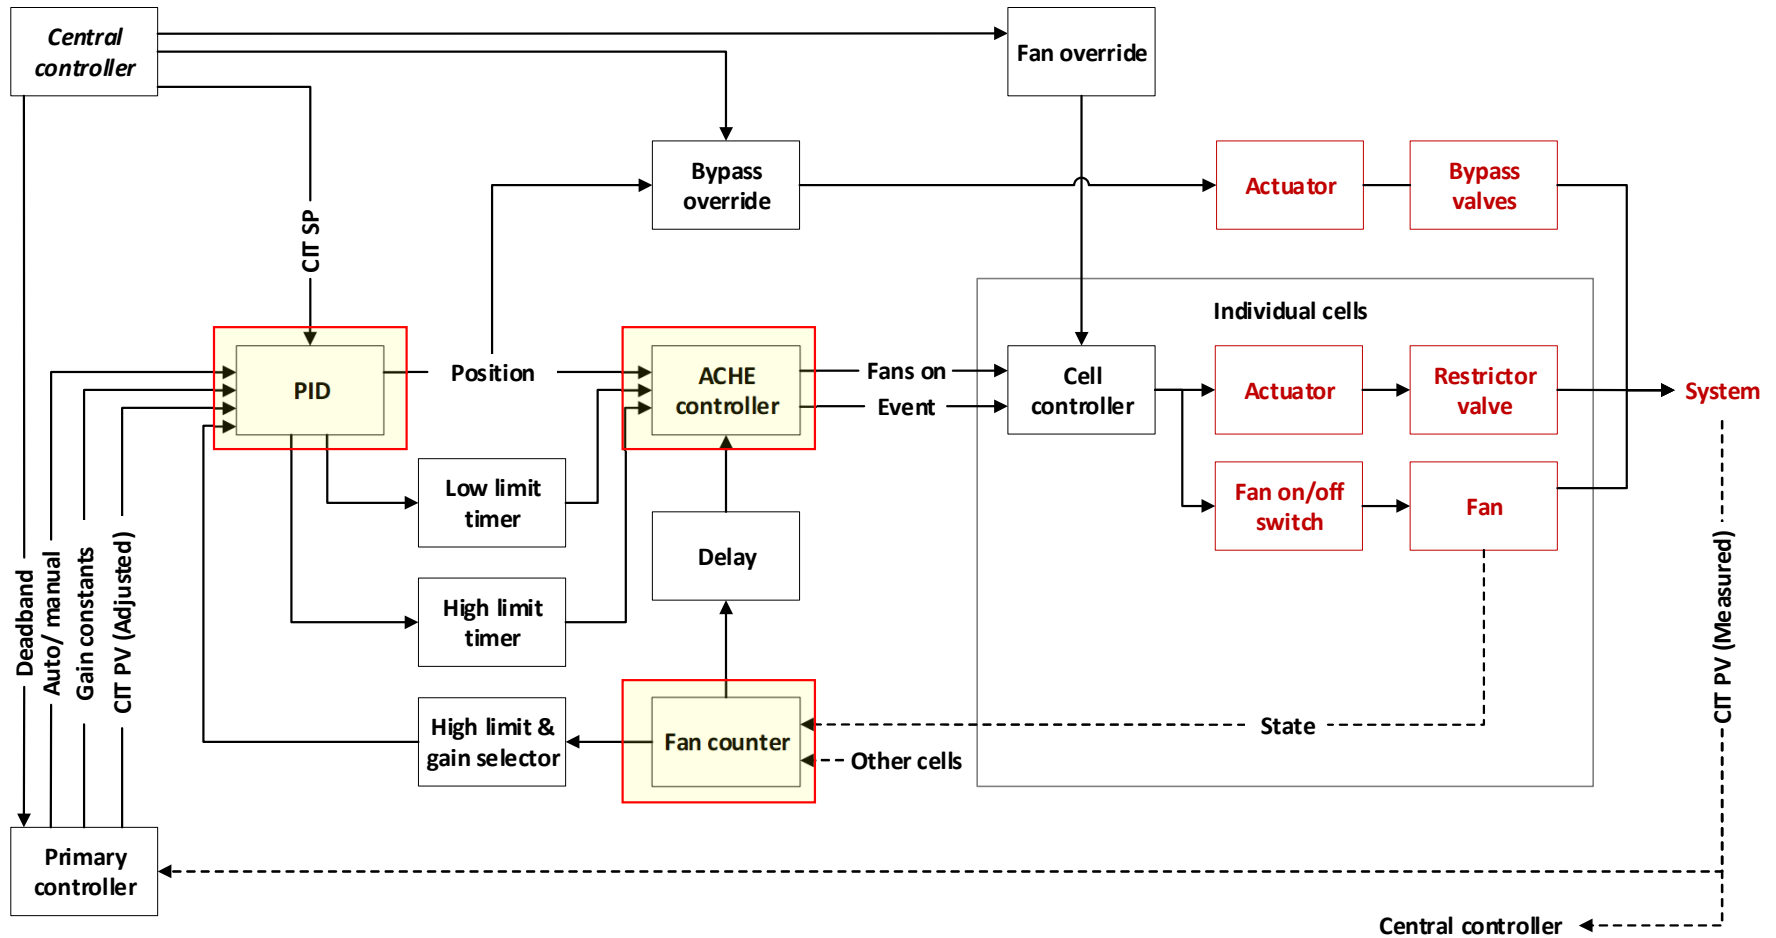 Central
controller
Fan override
Bypass
override
Actuator
Bypass
valves
CIT SP
Individual cells
PID
Position
ACHE
controller
Fans on
Event
Cell
controller
Actuator
Restrictor
valve
System
Low limit
timer
Fan on/off
switch
Fan
Delay
High limit
timer
Deadband
Auto/ manual
Gain constants
CIT PV (Adjusted)
CIT PV (Measured)
High limit &
gain selector
Fan counter
State
Other cells
Primary
controller
Central controller